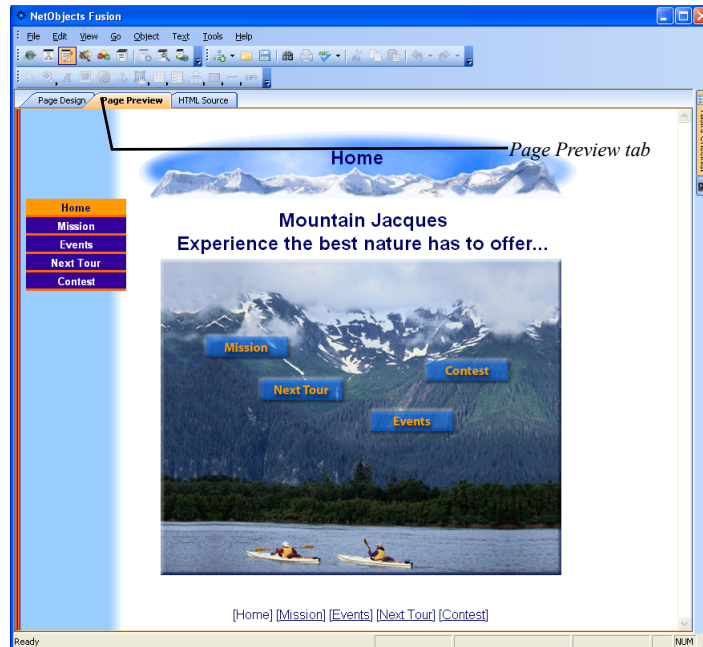 NetObjects Fusion
File Edit View Go Object Text Tools Help
Page Design Page Preview HTML Source
Page Preview tab
Home
Home
Mission
Events
Next Tour
Contest
Mountain Jacques
Experience the best nature has to offer...
Mission
Contest
Next Tour
Events
[Home] [Mission] [Events] [Next Tour] [Contest]
Ready NUM